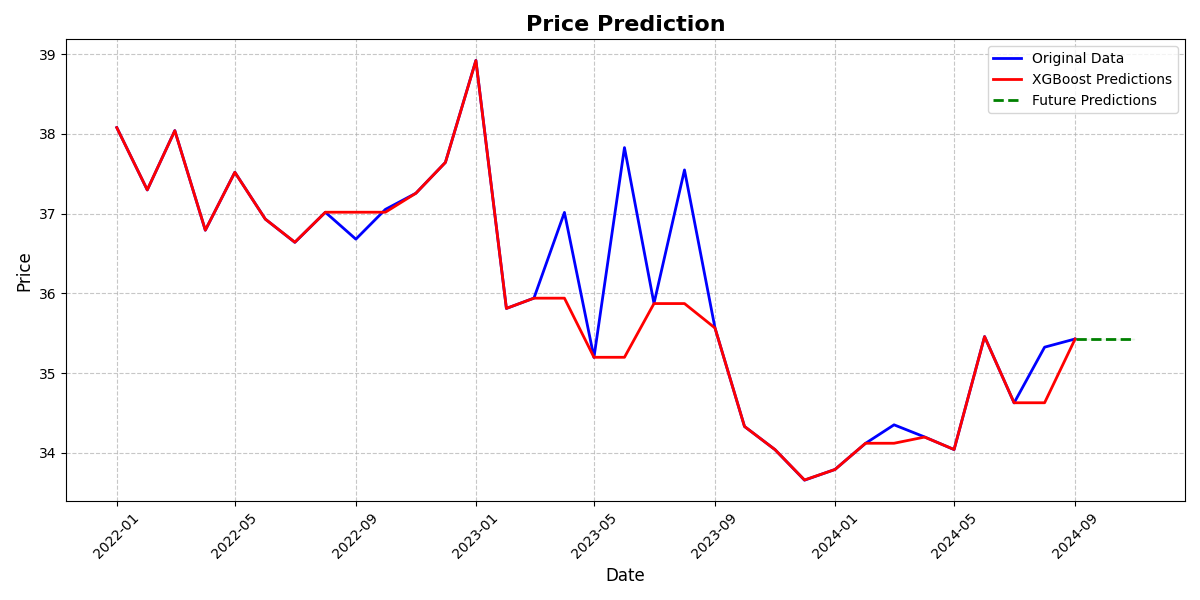 Price Prediction
Original Data
XGBoost Predictions
Future Predictions
Price
39
38
37
36
35
34
2022-01
2022-05
2022-09
2023-01
2023-05
2023-09
2024-01
2024-05
2024-09
Date